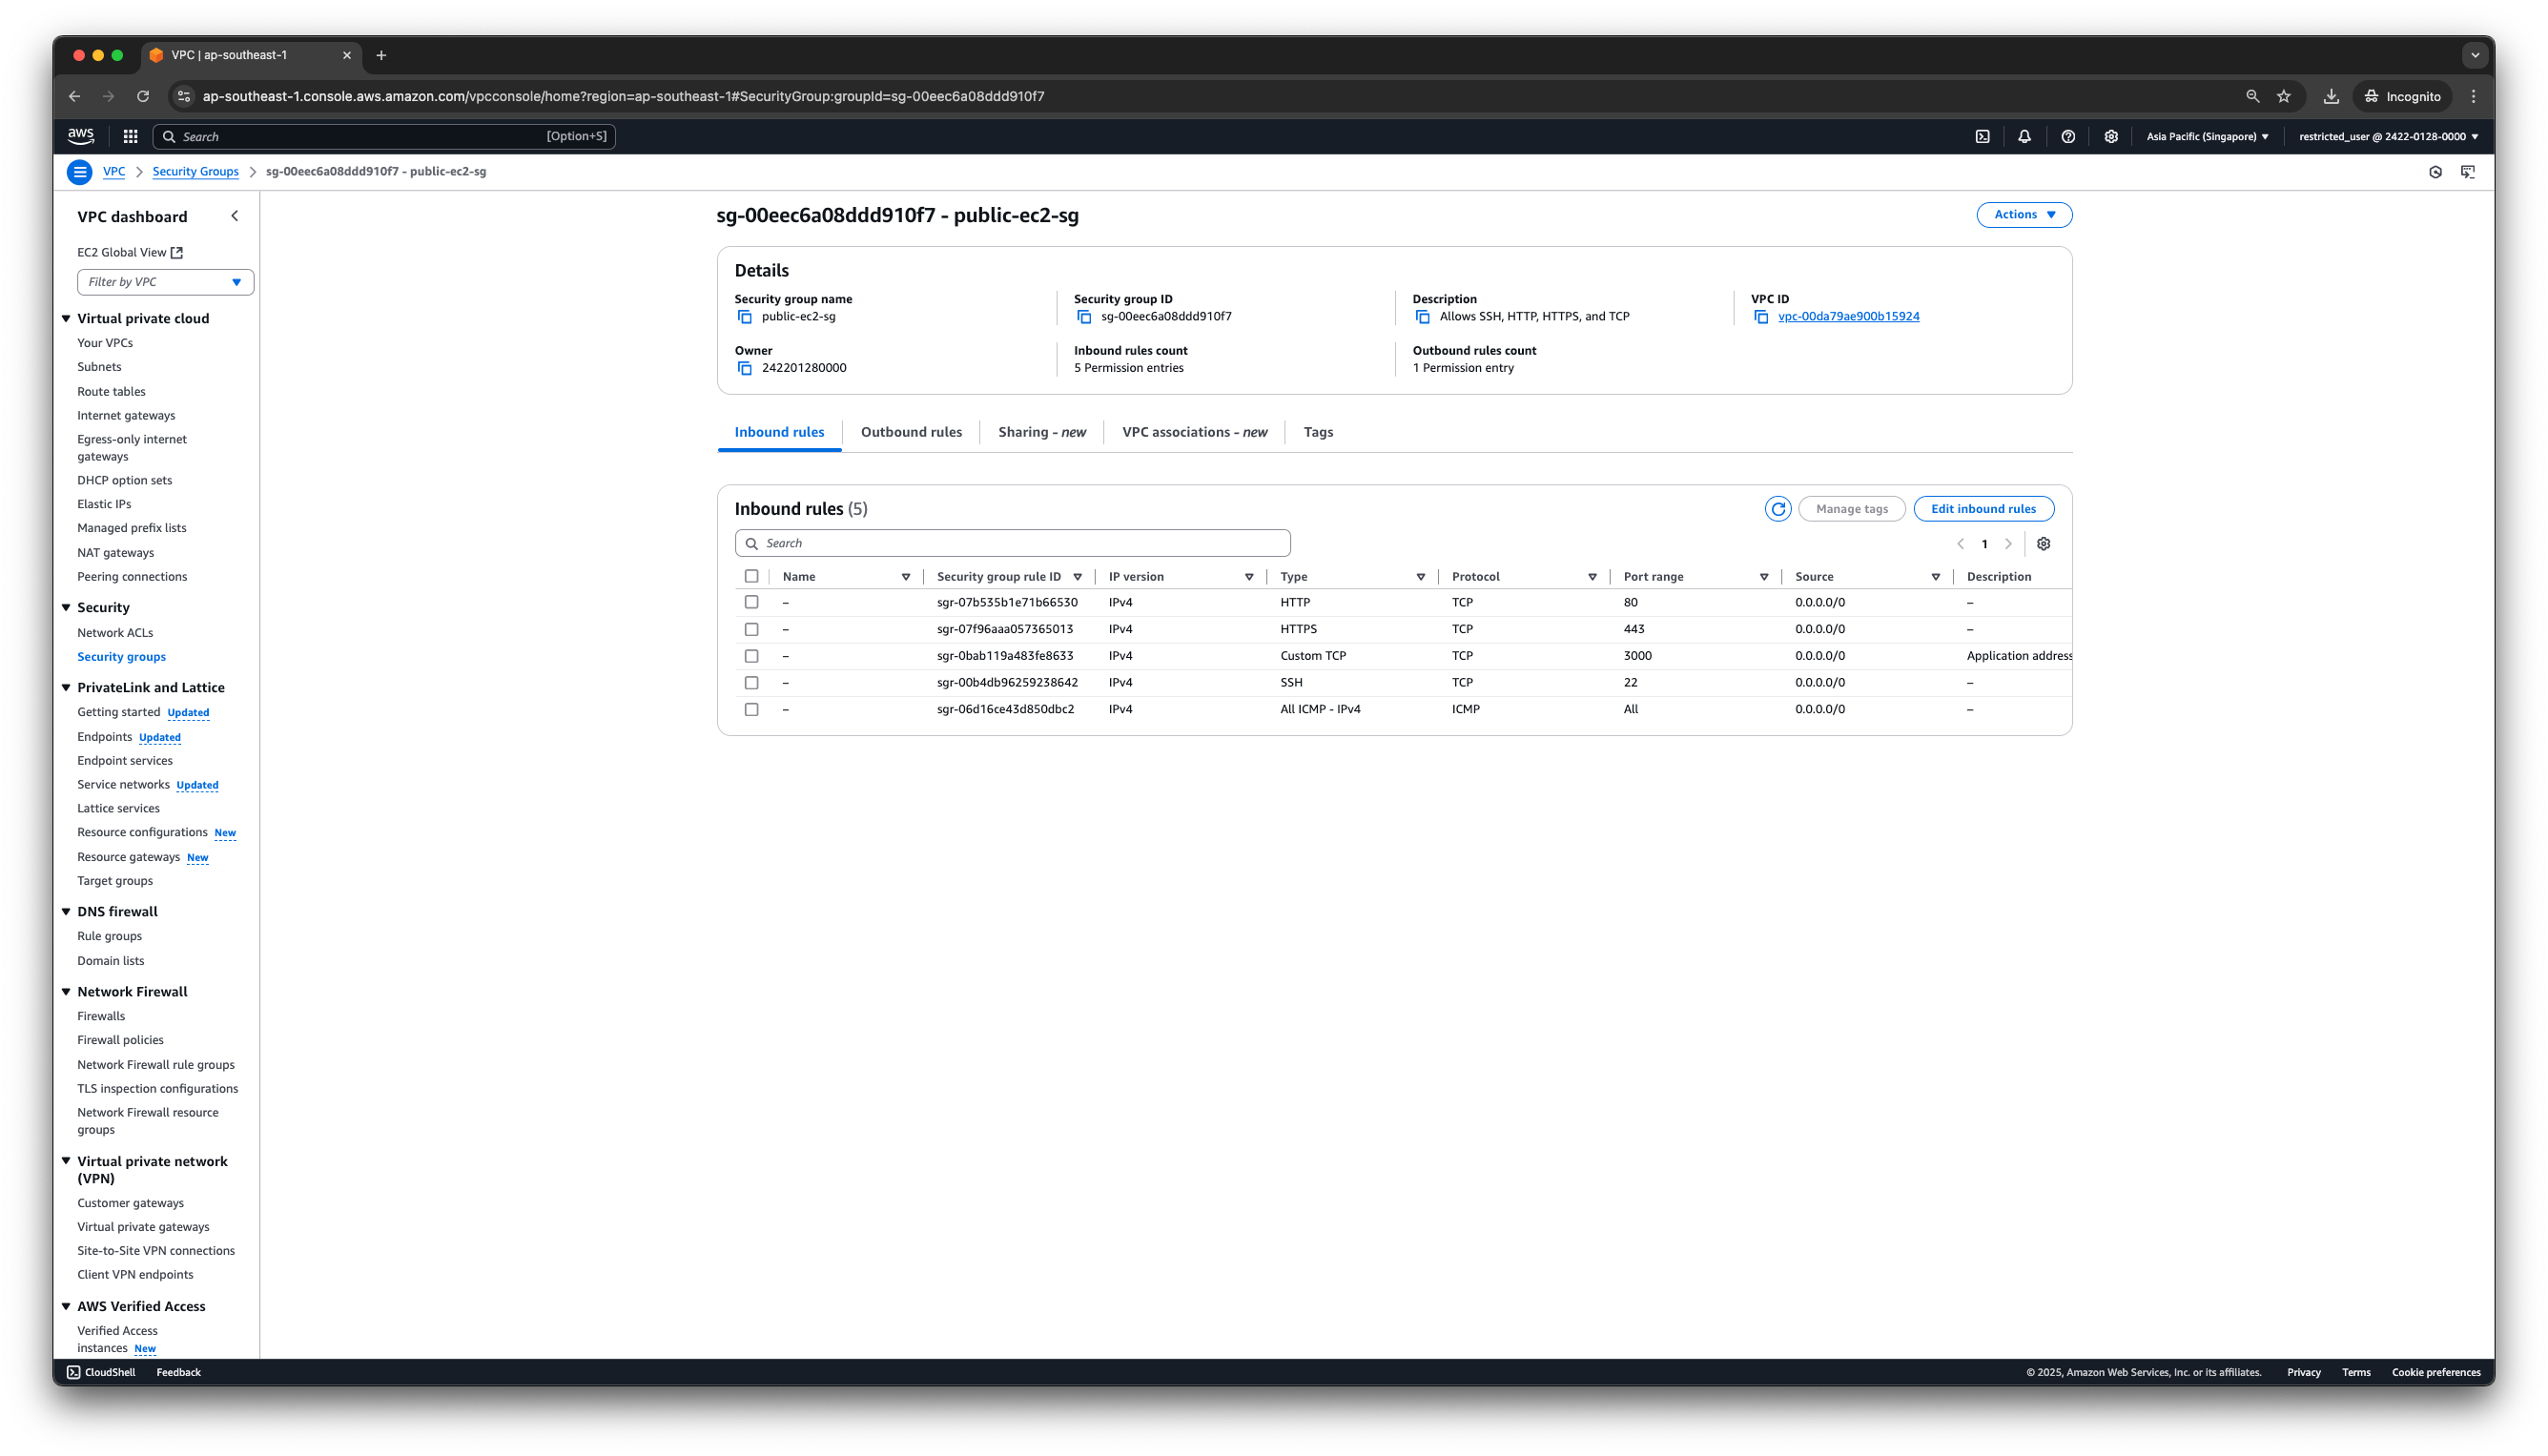 VPC | ap-southeast-1
ap-southeast-1.console.aws.amazon.com/vpcconsole/home?region=ap-southeast-1#SecurityGroup:groupId=sg-00eec6a08ddd910f7
Incognito
aws
Search
[Option+S]
Asia Pacific (Singapore)
restricted_user @ 2422-0128-0000
VPC
Security Groups
sg-00eec6a08ddd910f7 - public-ec2-sg
VPC dashboard
EC2 Global View
Filter by VPC
Virtual private cloud
Your VPCs
Subnets
Route tables
Internet gateways
Egress-only internet
gateways
DHCP option sets
Elastic IPs
Managed prefix lists
NAT gateways
Peering connections
Security
Network ACLs
Security groups
PrivateLink and Lattice
Getting started Updated
Endpoints Updated
Endpoint services
Service networks Updated
Lattice services
Resource configurations New
Resource gateways New
Target groups
DNS firewall
Rule groups
Domain lists
Network Firewall
Firewalls
Firewall policies
Network Firewall rule groups
TLS inspection configurations
Network Firewall resource
groups
Virtual private network
(VPN)
Customer gateways
Virtual private gateways
Site-to-Site VPN connections
Client VPN endpoints
AWS Verified Access
Verified Access
instances New
sg-00eec6a08ddd910f7 - public-ec2-sg
Actions
Details
Security group name
public-ec2-sg
Security group ID
sg-00eec6a08ddd910f7
Description
Allows SSH, HTTP, HTTPS, and TCP
VPC ID
vpc-00da79ae900b15924
Owner
242201280000
Inbound rules count
5 Permission entries
Outbound rules count
1 Permission entry
Inbound rules
Outbound rules
Sharing - new
VPC associations - new
Tags
Inbound rules (5)
Manage tags
Edit inbound rules
Search
1
Name Security group rule ID IP version Type Protocol Port range Source Description
– sgr-07b535b1e71b66530 IPv4 HTTP TCP 80 0.0.0.0/0 –
– sgr-07f96aaa057365013 IPv4 HTTPS TCP 443 0.0.0.0/0 –
– sgr-0bab119a483fe8633 IPv4 Custom TCP TCP 3000 0.0.0.0/0 Application address
– sgr-00b4db96259238642 IPv4 SSH TCP 22 0.0.0.0/0 –
– sgr-06d16ce43d850dbc2 IPv4 All ICMP - IPv4 ICMP All 0.0.0.0/0 –
CloudShell
Feedback
© 2025, Amazon Web Services, Inc. or its affiliates.
Privacy
Terms
Cookie preferences